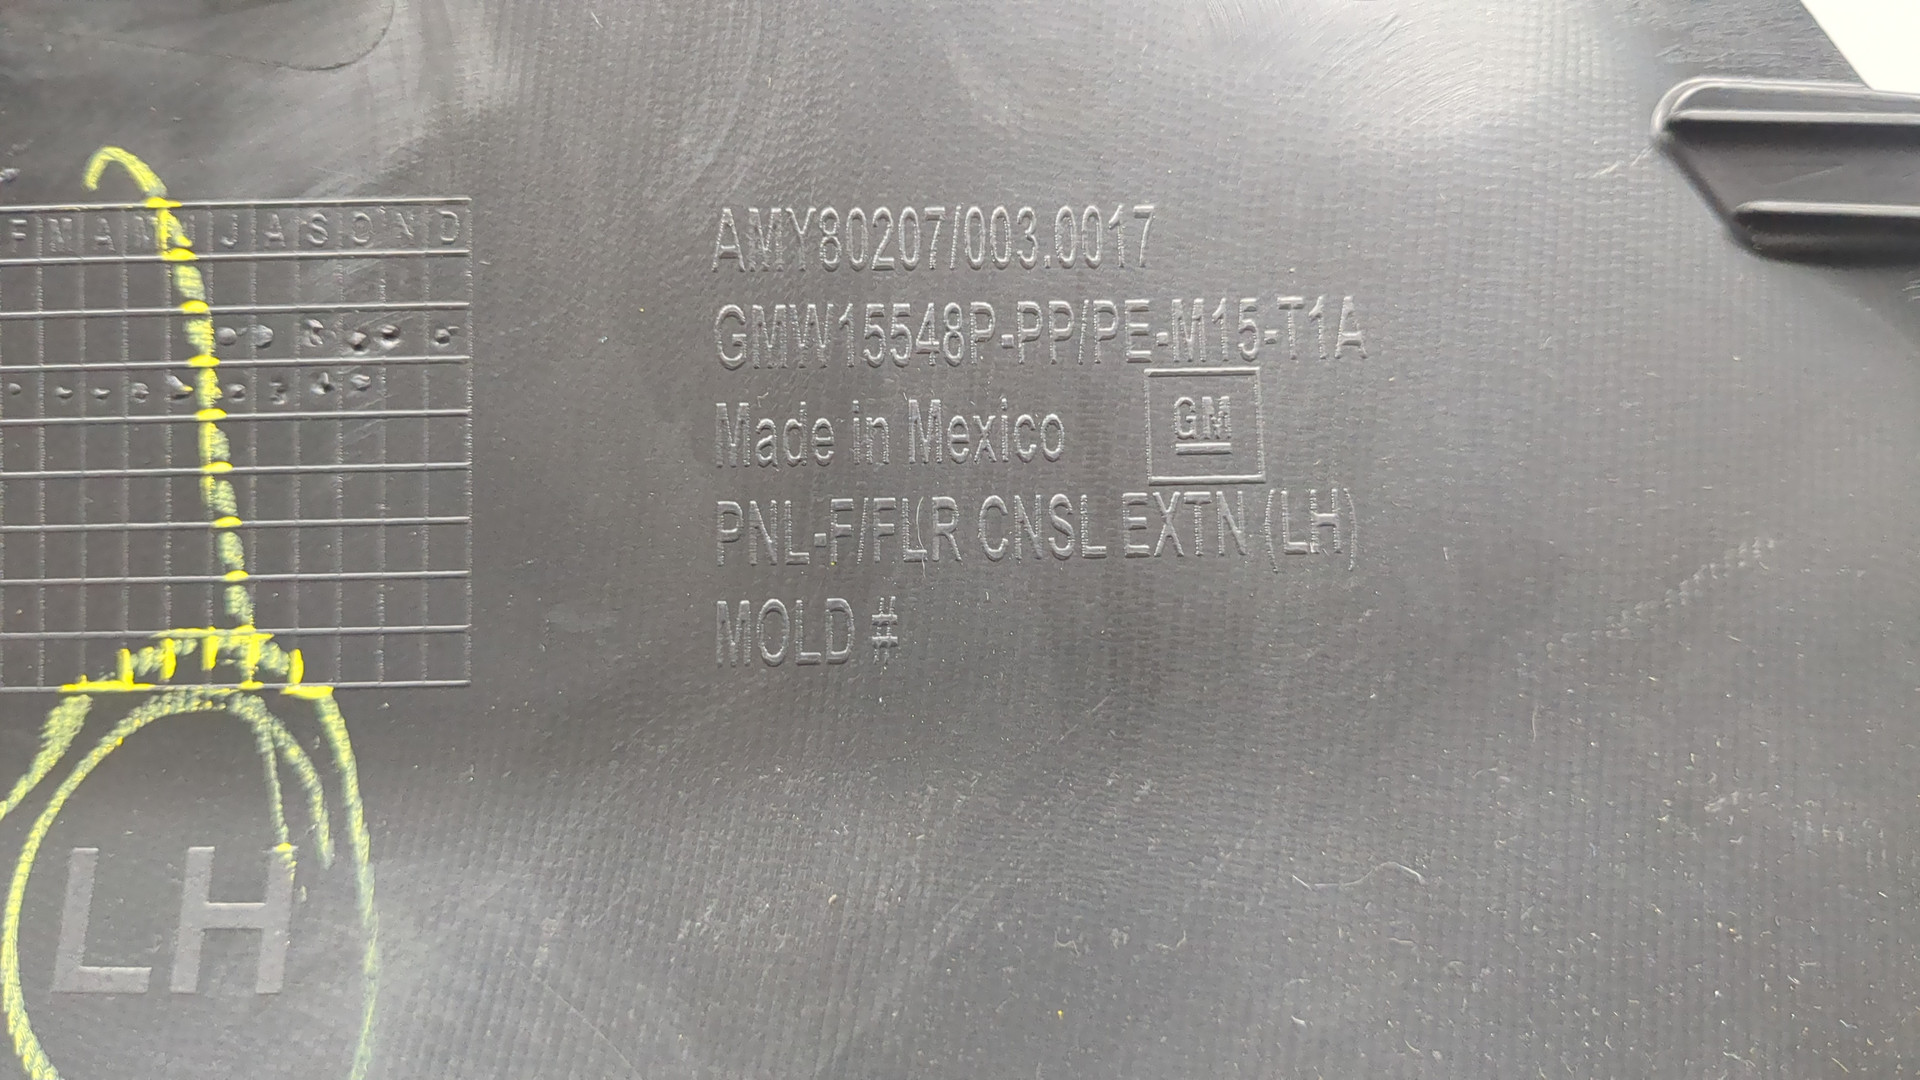 F M A M J J A S O N D
AMY80207/003.0017
GMW15548P-PP/PE-M15-T1A
Made in Mexico
GM
PNL-F/FLR CNSL EXTN (LH)
MOLD #
LH